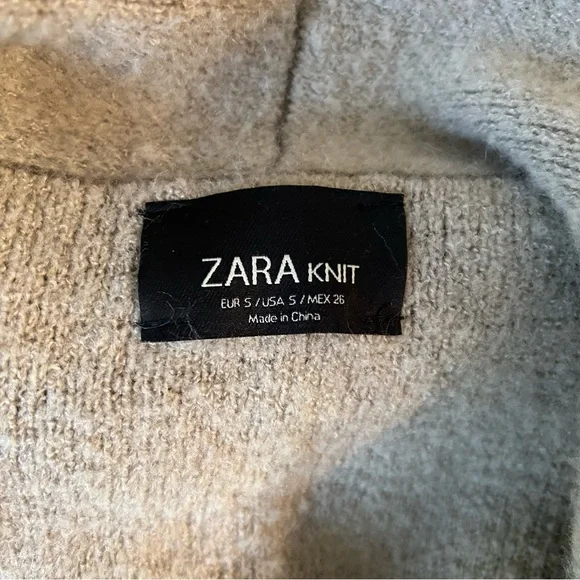 ZARA KNIT
EUR S / USA S / MEX 26
Made in China